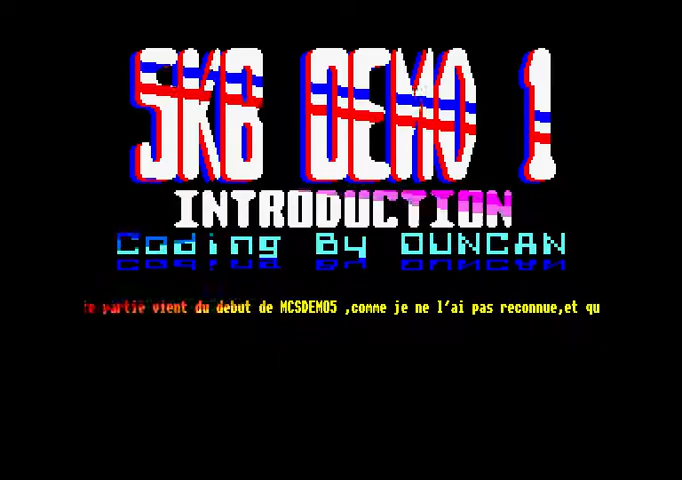 SKB DEMO 1
INTRODUCTION
Coding By DUNCAN
partie vient du debut de MCSDEMO5 ,comme je ne l'ai pas reconnue,et qu